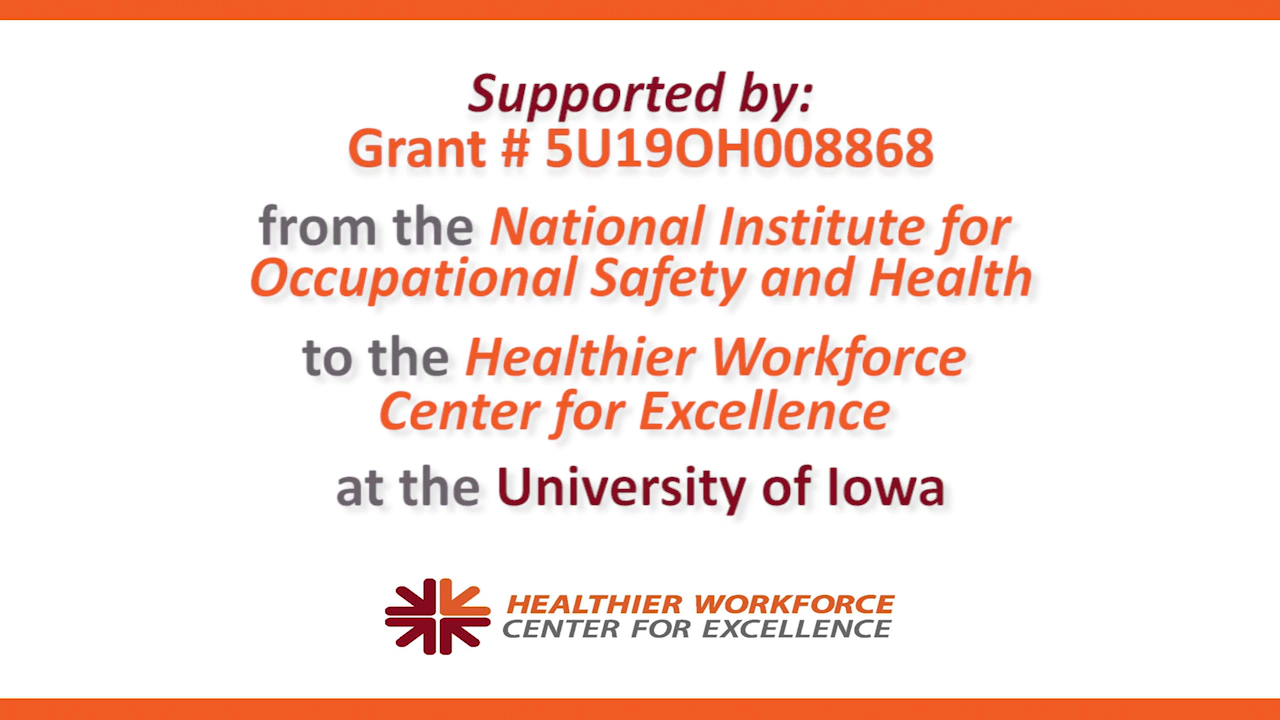 Supported by:
Grant # 5U19OH008868
from the National Institute for
Occupational Safety and Health
to the Healthier Workforce
Center for Excellence
at the University of Iowa
HEALTHIER WORKFORCE
CENTER FOR EXCELLENCE